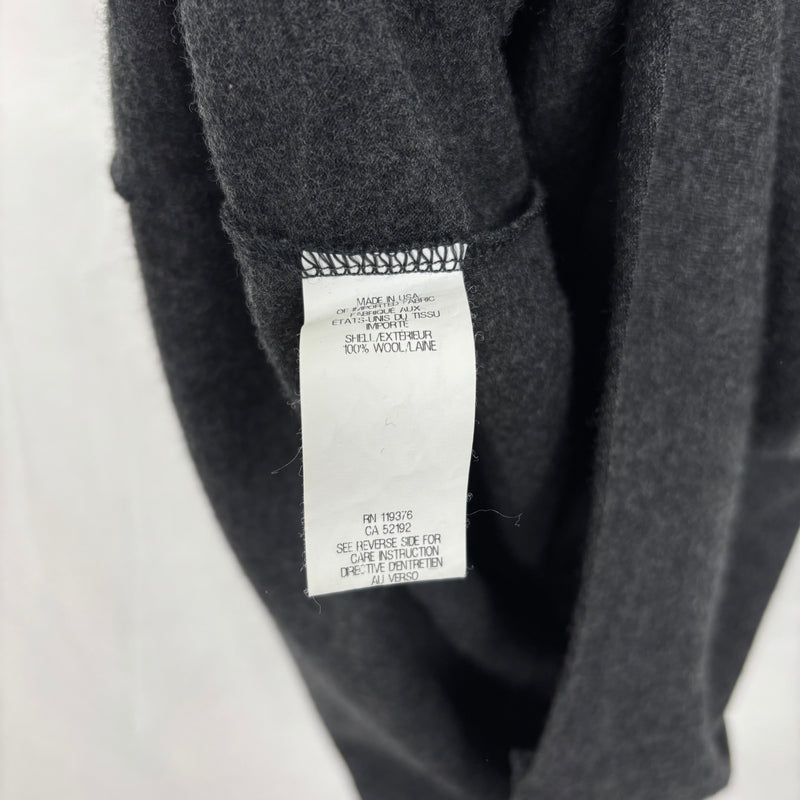 MADE IN USA
OF IMPORTED FABRIC
FABRIQUE AUX
ETATS-UNIS DU TISSU
IMPORTE
SHELL/EXTÉRIEUR
100% WOOL/LAINE
RN 119376
CA 52192
SEE REVERSE SIDE FOR
CARE INSTRUCTION
DIRECTIVE D'ENTRETIEN
AU VERSO